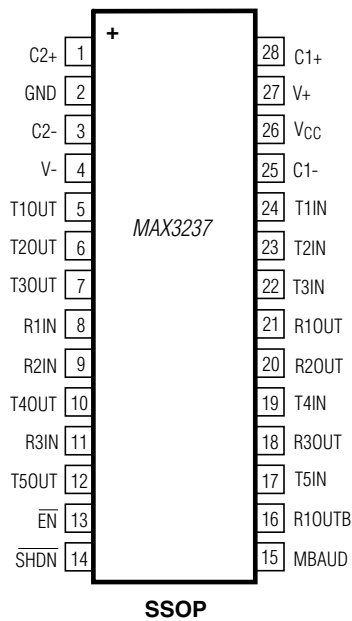 +
C2+ 1 28 C1+
GND 2 27 V+
C2- 3 26 VCC
V- 4 25 C1-
T1OUT 5 24 T1IN
MAX3237
T2OUT 6 23 T2IN
T3OUT 7 22 T3IN
R1IN 8 21 R1OUT
R2IN 9 20 R2OUT
T4OUT 10 19 T4IN
R3IN 11 18 R3OUT
T5OUT 12 17 T5IN
E̅N̅ 13 16 R1OUTB
S̅H̅D̅N̅ 14 15 MBAUD
SSOP